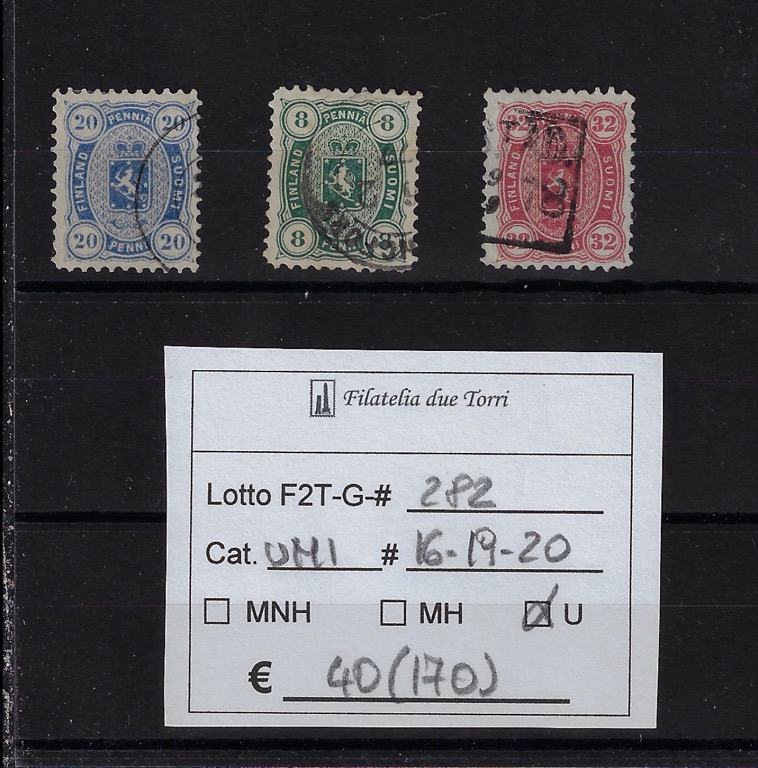 20 PENNIA 20
FINLAND SUOMI
20 PENNI 20
8 PENNIA 8
FINLAND SUOMI
8 8
32 32
FINLAND SUOMI
32 32
Filatelia due Torri
Lotto F2T-G-# 282
Cat. UMI # 16-19-20
MNH MH U
€ 40 (170)